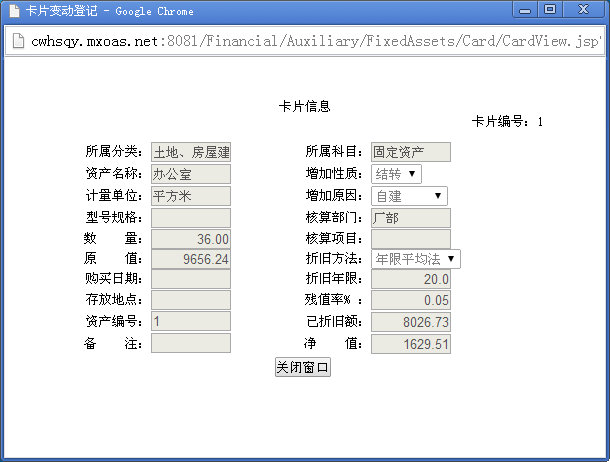 卡片变动登记 - Google Chrome
cwhsqy.mxoas.net:8081/Financial/Auxiliary/FixedAssets/Card/CardView.jsp?
卡片信息
卡片编号: 1
所属分类: 土地、房屋建 所属科目: 固定资产
资产名称: 办公室 增加性质: 结转
计量单位: 平方米 增加原因: 自建
型号规格: 核算部门: 厂部
数 量: 36.00 核算项目:
原 值: 9656.24 折旧方法: 年限平均法
购买日期: 折旧年限: 20.0
存放地点: 残值率% : 0.05
资产编号: 1 已折旧额: 8026.73
备 注: 净 值: 1629.51
关闭窗口